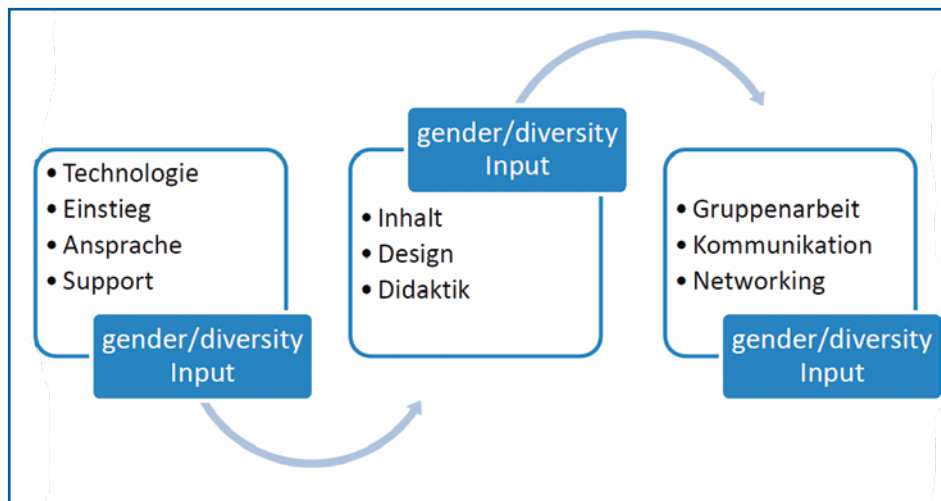 • Technologie
• Einstieg
• Ansprache
• Support
gender/diversity
Input
gender/diversity
Input
• Inhalt
• Design
• Didaktik
• Gruppenarbeit
• Kommunikation
• Networking
gender/diversity
Input